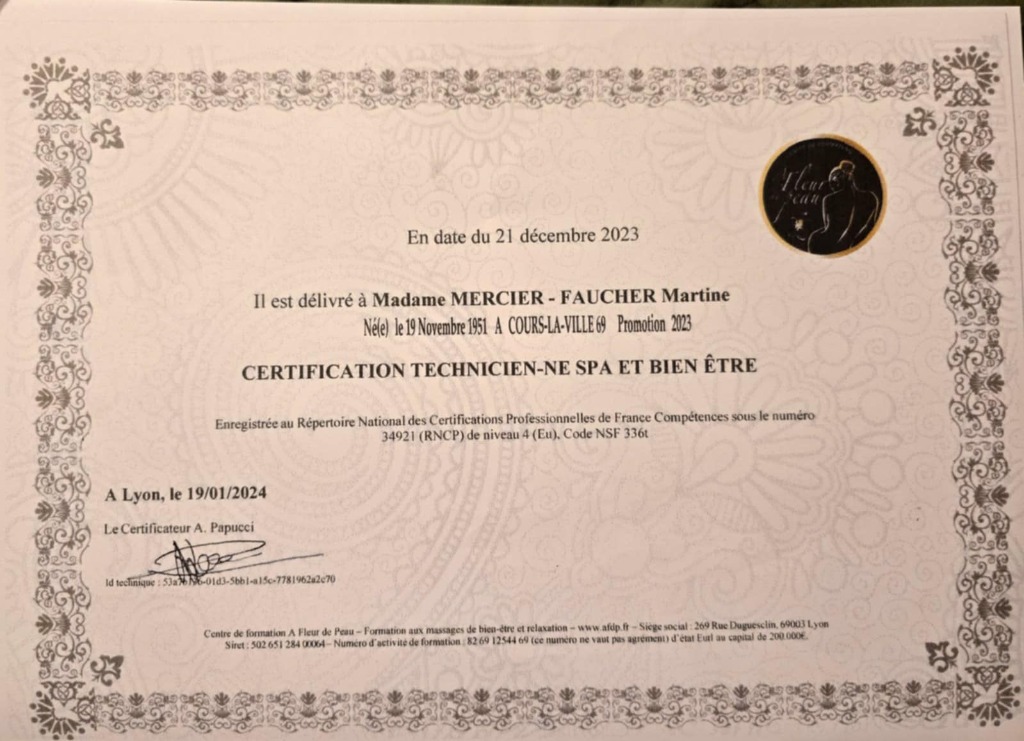 Fleur
de peau
En date du 21 décembre 2023
Il est délivré à Madame MERCIER - FAUCHER Martine
Né(e) le 19 Novembre 1951 A COURS-LA-VILLE 69 Promotion 2023
CERTIFICATION TECHNICIEN-NE SPA ET BIEN ÊTRE
Enregistrée au Répertoire National des Certifications Professionnelles de France Compétences sous le numéro
34921 (RNCP) de niveau 4 (Eu), Code NSF 336t
A Lyon, le 19/01/2024
Le Certificateur A. Papucci
Id technique :
Centre de formation A Fleur de Peau – Formation aux massages de bien-être et relaxation – www.afdp.fr – Siège social : 269 Rue Duguesclin, 69003 Lyon
Siret : 502 651 284 00064 – Numéro d'activité de formation : 82 69 12544 69 (ce numéro ne vaut pas agrément) d'état Eurl au capital de 200.000€.